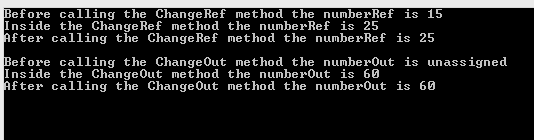 Before calling the ChangeRef method the numberRef is 15
Inside the ChangeRef method the numberRef is 25
After calling the ChangeRef method the numberRef is 25
Before calling the ChangeOut method the numberOut is unassigned
Inside the ChangeOut method the numberOut is 60
After calling the ChangeOut method the numberOut is 60